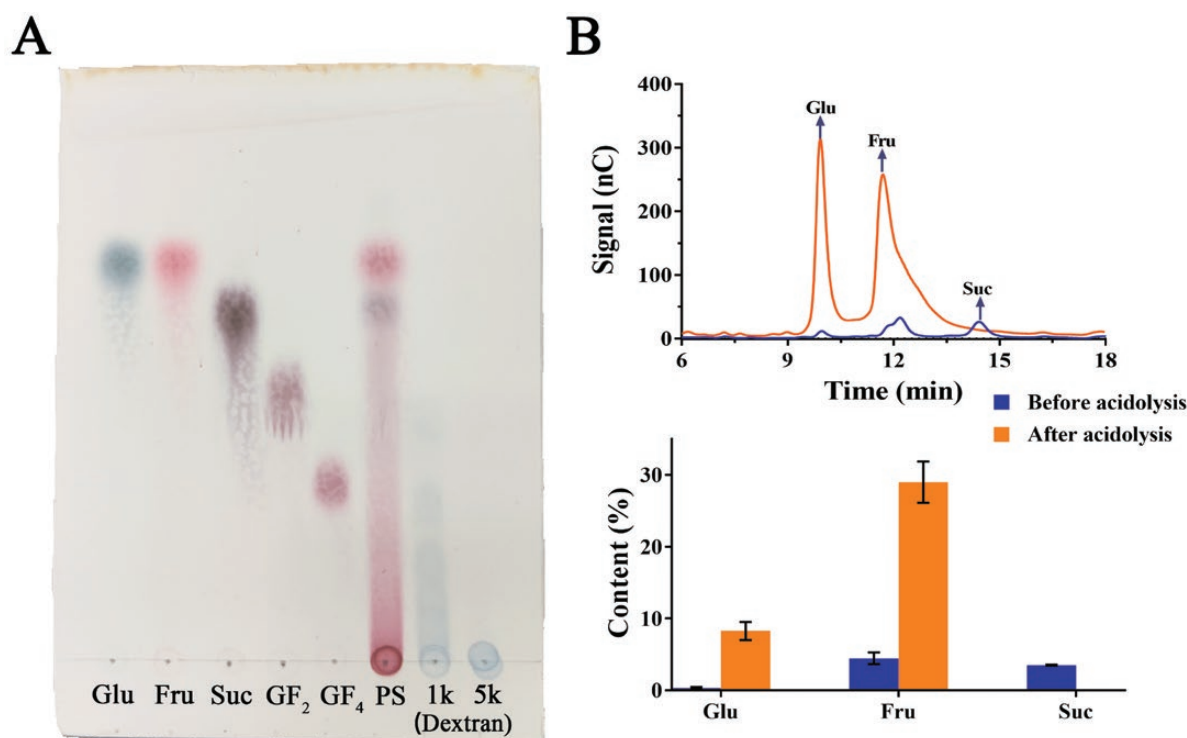 A
Glu Fru Suc GF2 GF4 PS 1k 5k
(Dextran)
B
400
300
200
100
0
Signal (nC)
Glu
Fru
Suc
6 9 12 15 18
Time (min)
Before acidolysis
After acidolysis
30
20
10
0
Content (%)
Glu Fru Suc